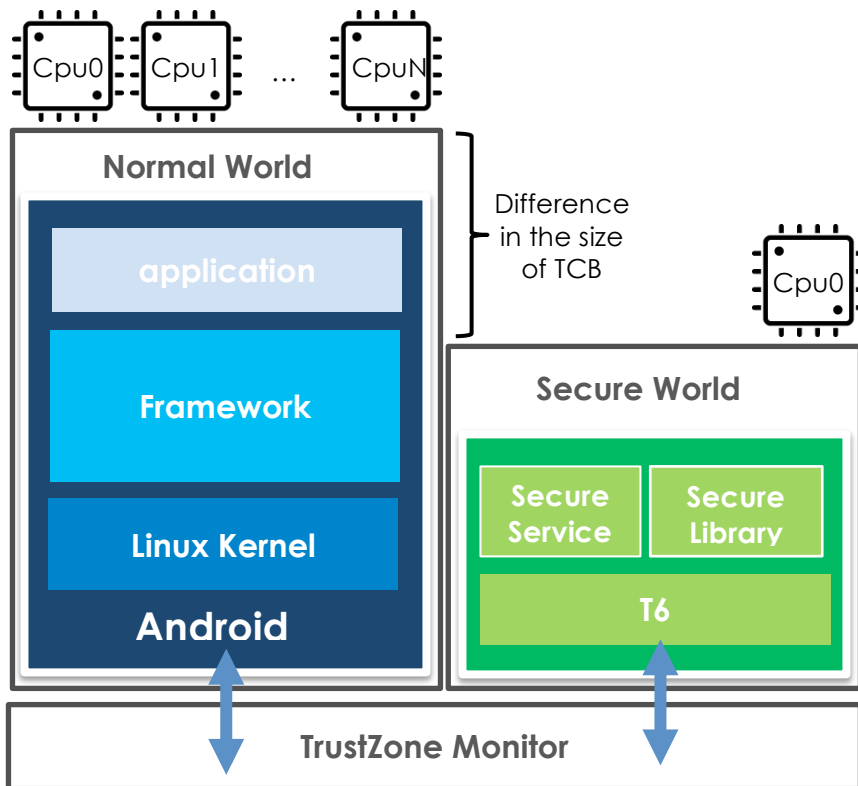 Cpu0
Cpu1
...
CpuN
Normal World
Difference
in the size
of TCB
application
Cpu0
Framework
Secure World
Secure
Service
Secure
Library
Linux Kernel
T6
Android
TrustZone Monitor